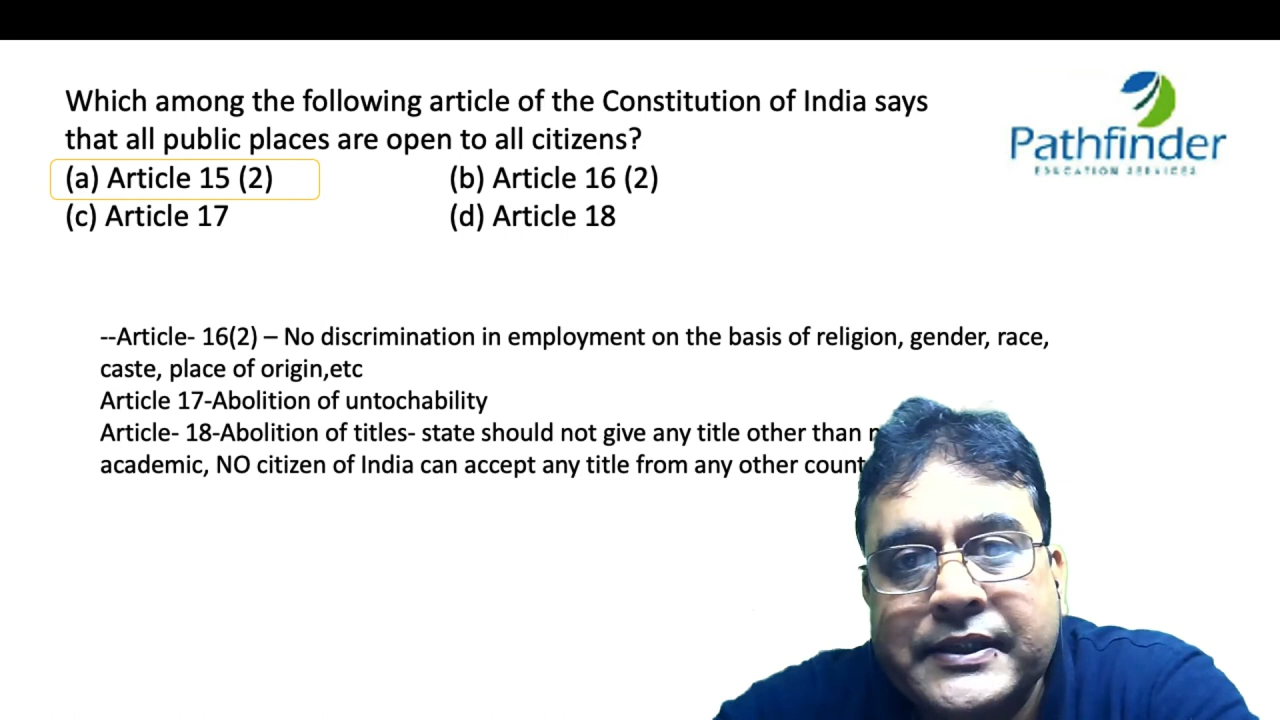 Which among the following article of the Constitution of India says
that all public places are open to all citizens?
(a) Article 15 (2) (b) Article 16 (2)
(c) Article 17 (d) Article 18
Pathfinder
EDUCATION SERVICES
--Article- 16(2) – No discrimination in employment on the basis of religion, gender, race,
caste, place of origin,etc
Article 17-Abolition of untochability
Article- 18-Abolition of titles- state should not give any title other than
academic, NO citizen of India can accept any title from any other